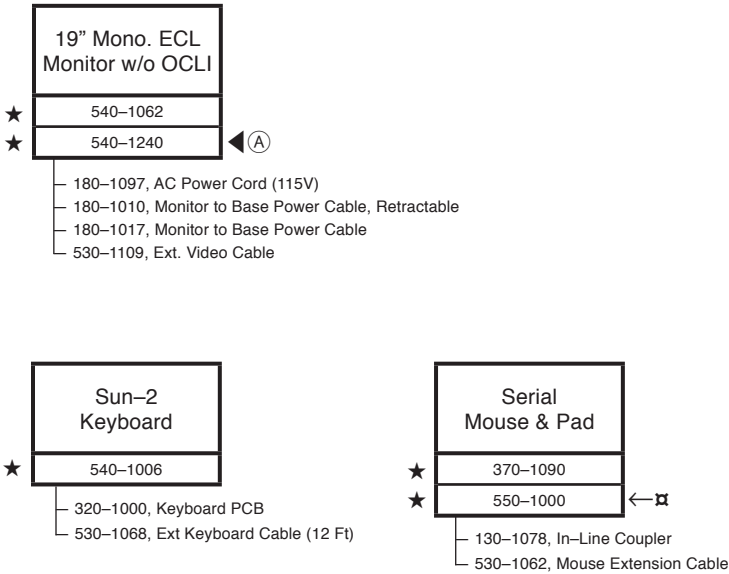 19” Mono. ECL
Monitor w/o OCLI
★ 540–1062
★ 540–1240 ◀Ⓐ
180–1097, AC Power Cord (115V)
180–1010, Monitor to Base Power Cable, Retractable
180–1017, Monitor to Base Power Cable
530–1109, Ext. Video Cable
Sun–2
Keyboard
★ 540–1006
320–1000, Keyboard PCB
530–1068, Ext Keyboard Cable (12 Ft)
Serial
Mouse & Pad
★ 370–1090
★ 550–1000 ←¤
130–1078, In–Line Coupler
530–1062, Mouse Extension Cable